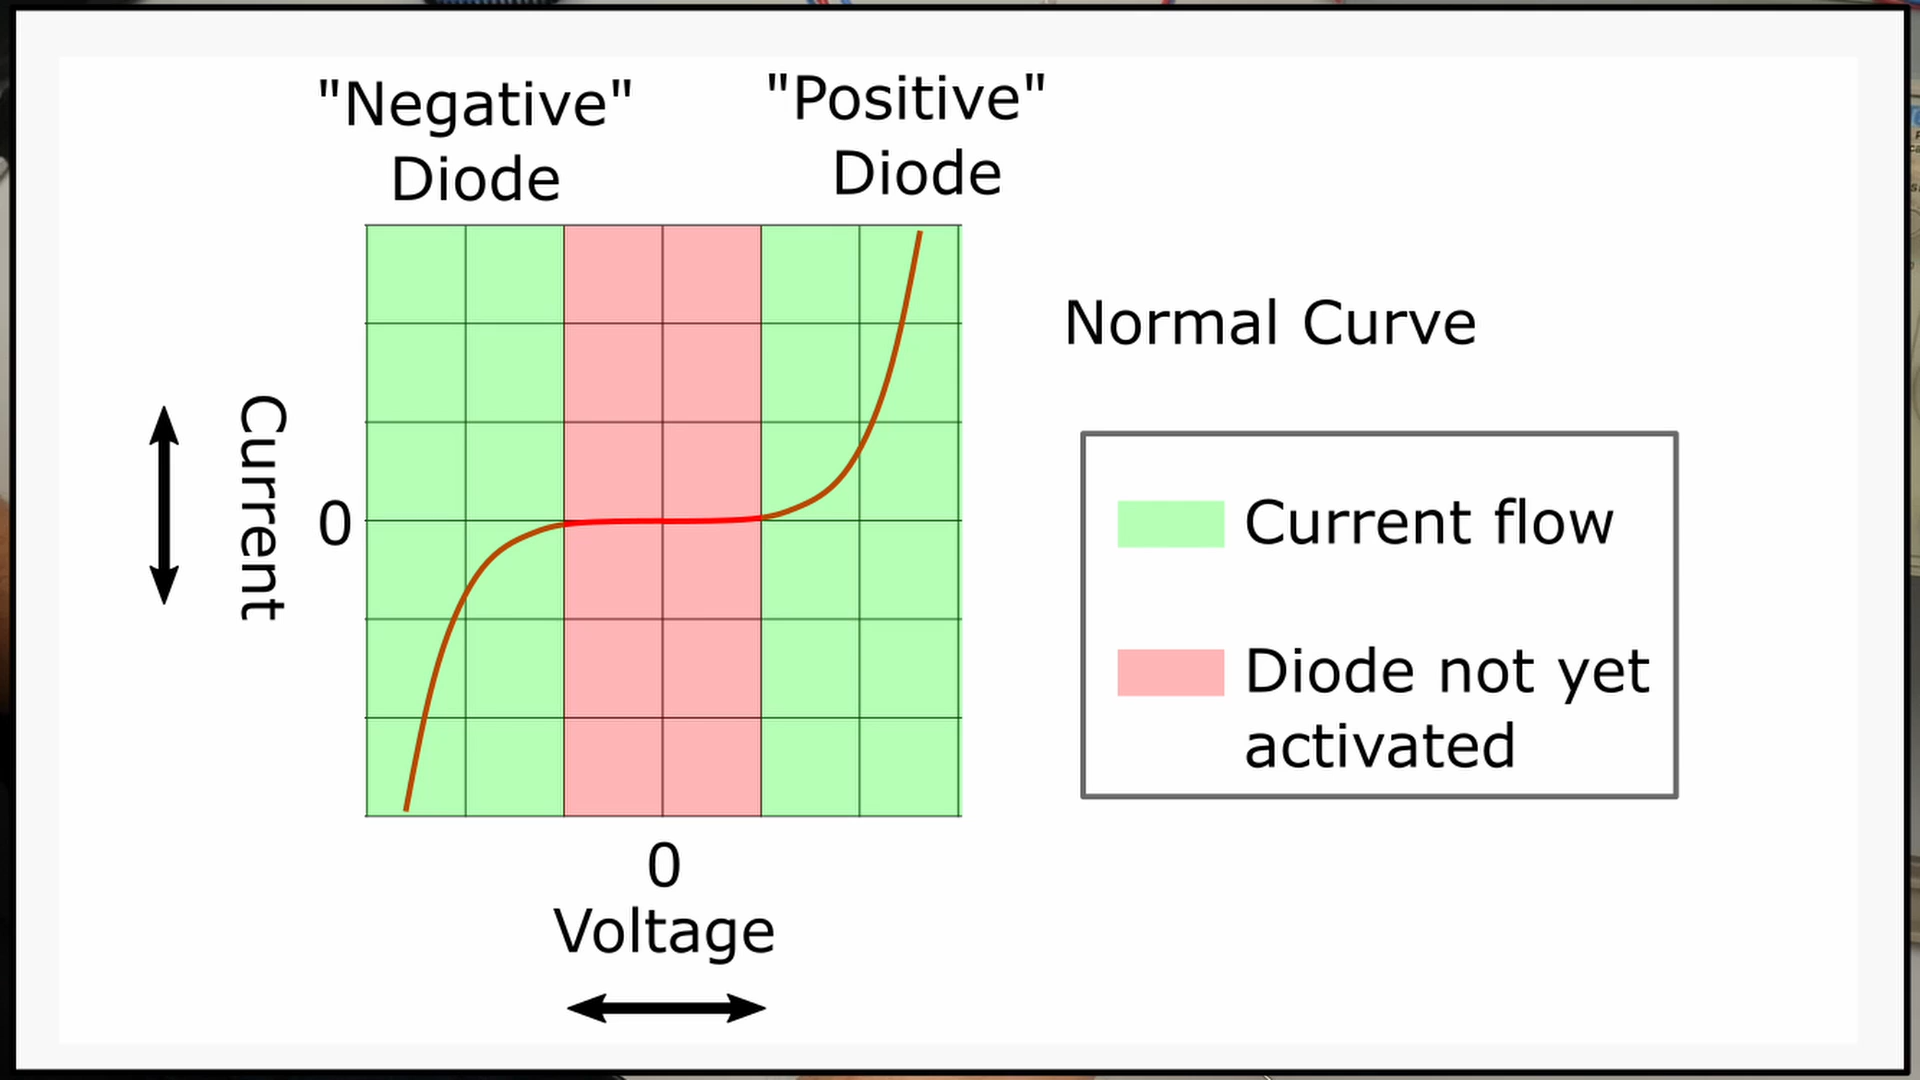 "Negative"
Diode
"Positive"
Diode
Normal Curve
Current
0
Current flow
Diode not yet
activated
0
Voltage